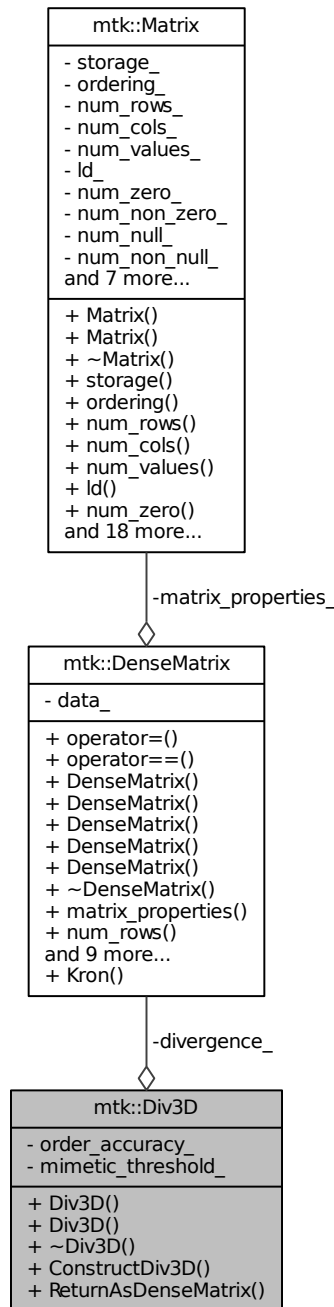 mtk::Matrix
- storage_
- ordering_
- num_rows_
- num_cols_
- num_values_
- ld_
- num_zero_
- num_non_zero_
- num_null_
- num_non_null_
and 7 more...
+ Matrix()
+ Matrix()
+ ~Matrix()
+ storage()
+ ordering()
+ num_rows()
+ num_cols()
+ num_values()
+ ld()
+ num_zero()
and 18 more...
-matrix_properties_
mtk::DenseMatrix
- data_
+ operator=()
+ operator==()
+ DenseMatrix()
+ DenseMatrix()
+ DenseMatrix()
+ DenseMatrix()
+ DenseMatrix()
+ ~DenseMatrix()
+ matrix_properties()
+ num_rows()
and 9 more...
+ Kron()
-divergence_
mtk::Div3D
- order_accuracy_
- mimetic_threshold_
+ Div3D()
+ Div3D()
+ ~Div3D()
+ ConstructDiv3D()
+ ReturnAsDenseMatrix()